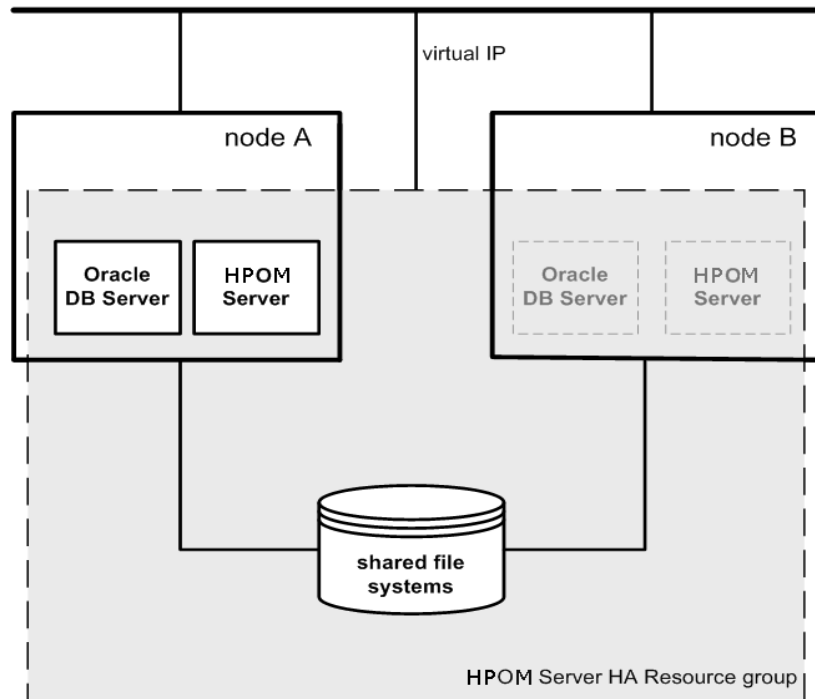 virtual IP
node A
node B
Oracle
DB Server
HPOM
Server
Oracle
DB Server
HPOM
Server
shared file
systems
HPOM Server HA Resource group